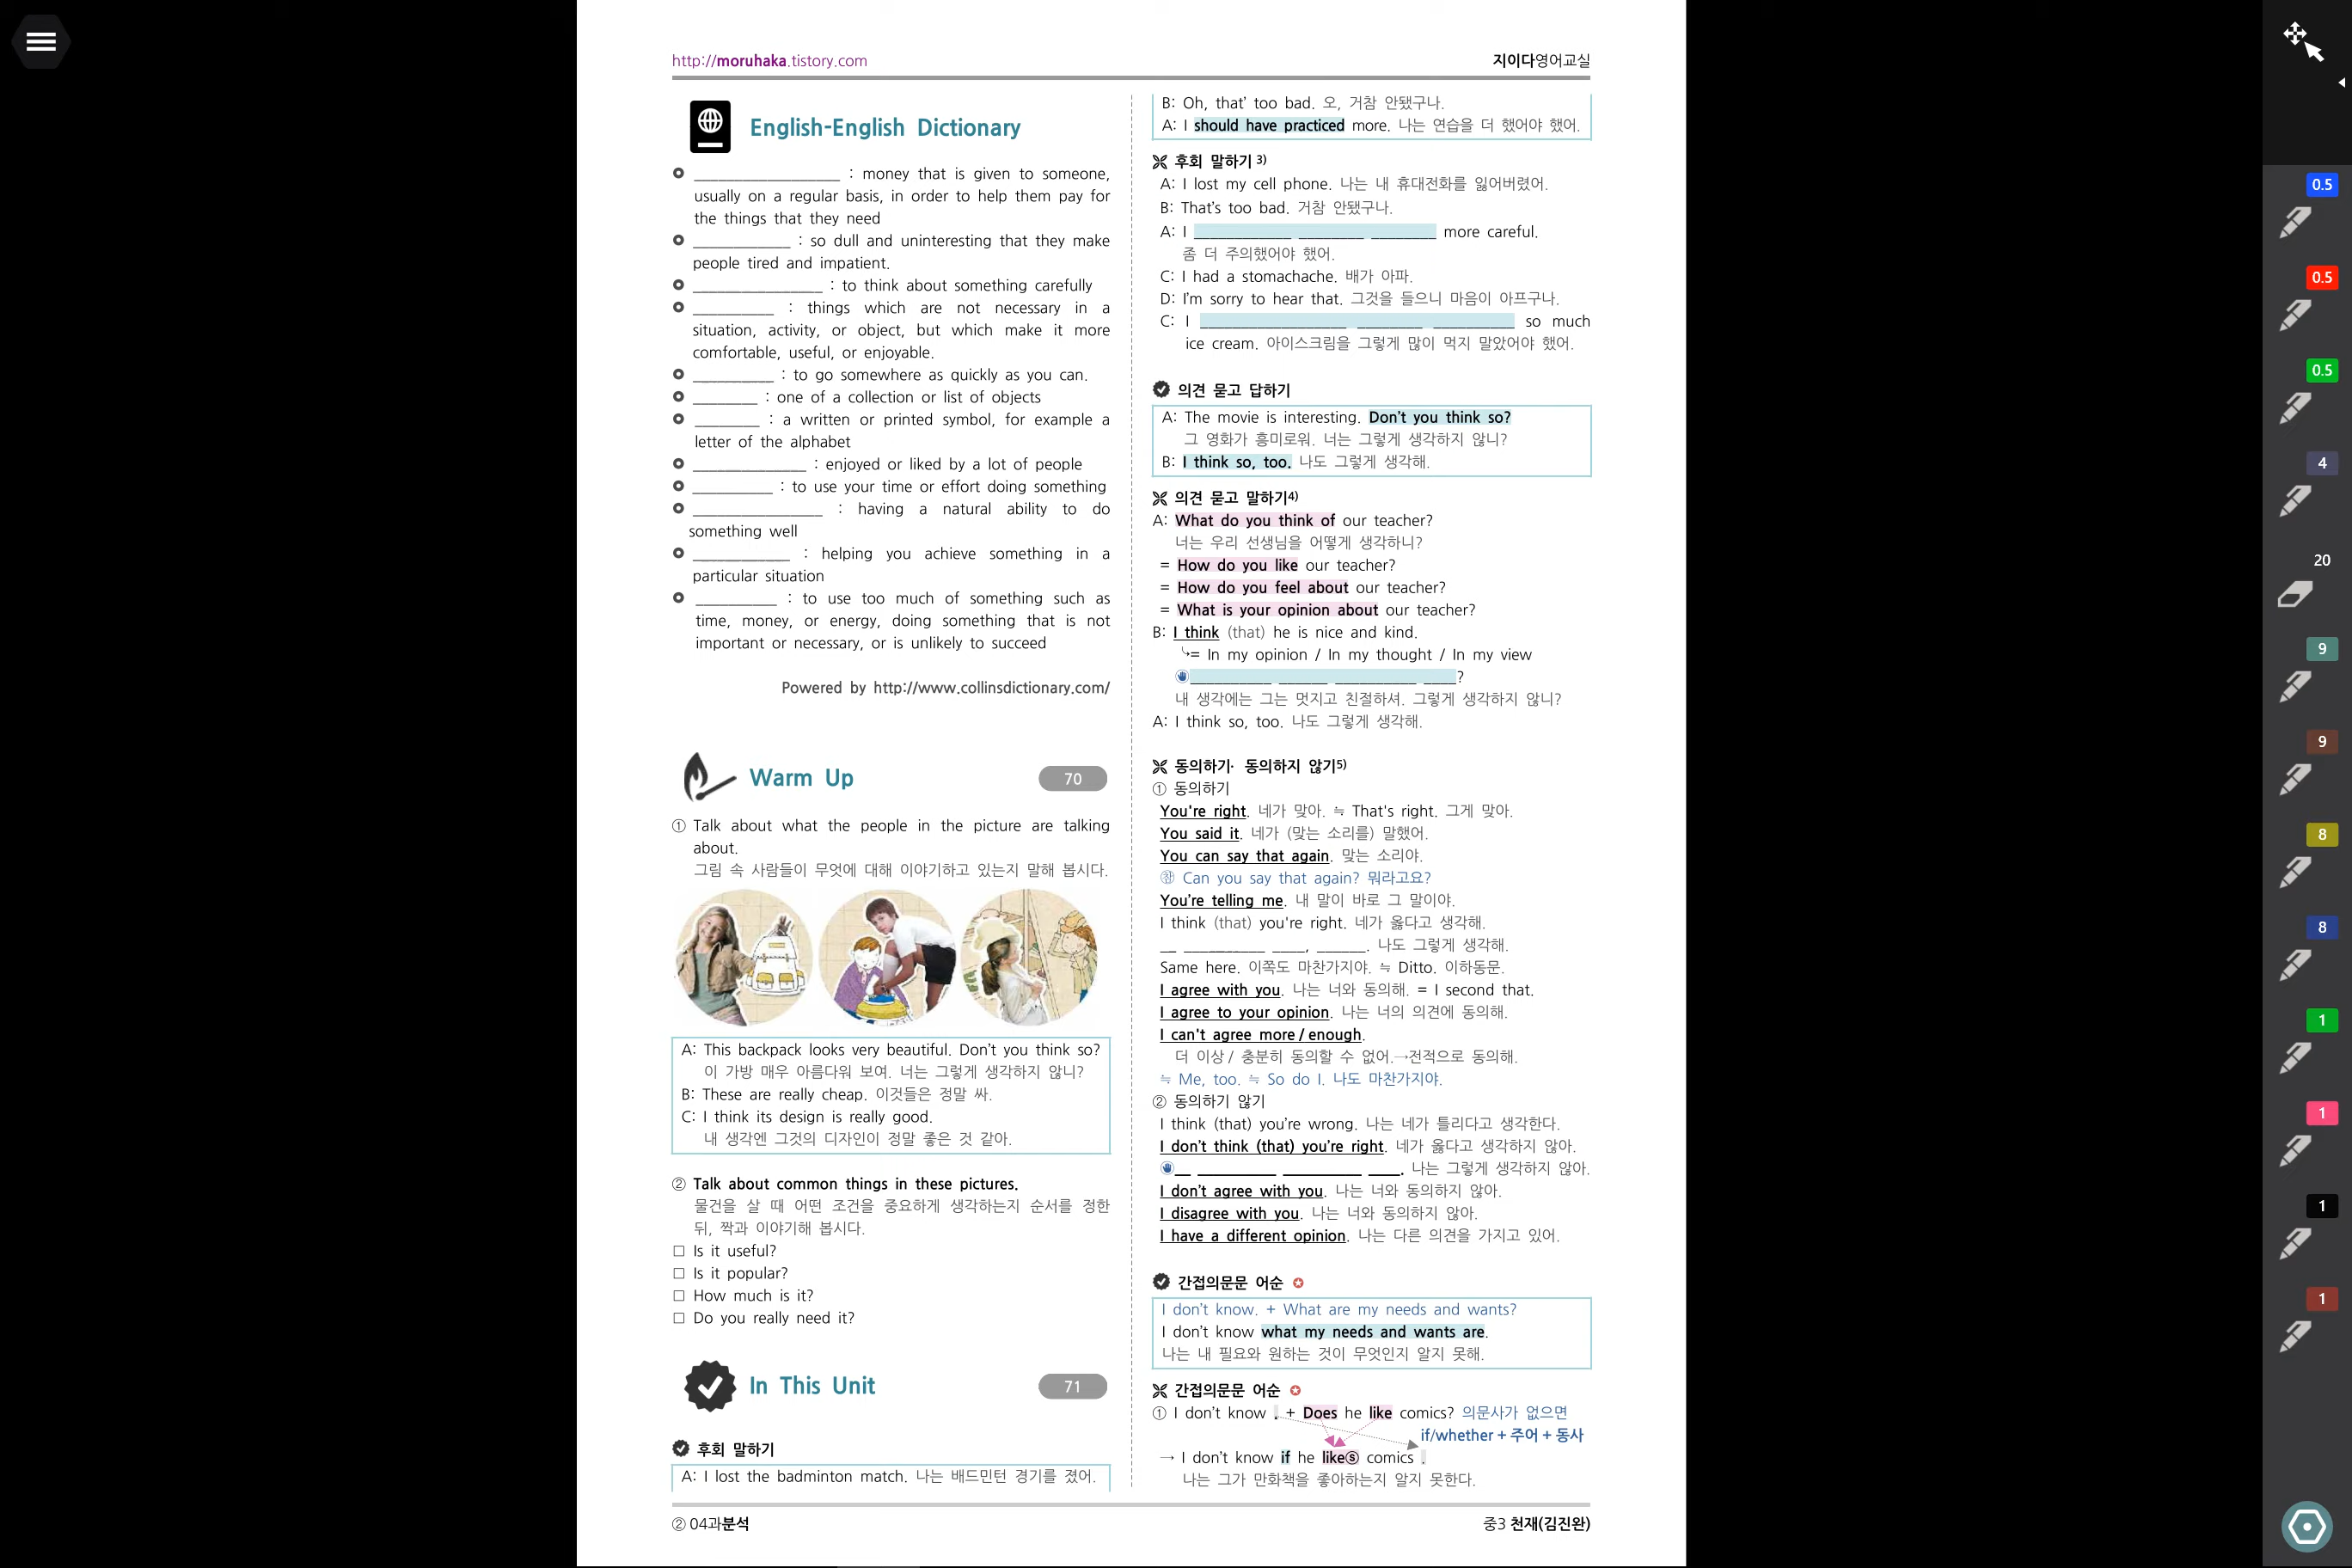 http://moruhaka.tistory.com
지이다영어교실
English-English Dictionary
__________________ : money that is given to someone,
usually on a regular basis, in order to help them pay for
the things that they need
____________ : so dull and uninteresting that they make
people tired and impatient.
________________ : to think about something carefully
__________ : things which are not necessary in a
situation, activity, or object, but which make it more
comfortable, useful, or enjoyable.
__________ : to go somewhere as quickly as you can.
________ : one of a collection or list of objects
________ : a written or printed symbol, for example a
letter of the alphabet
______________ : enjoyed or liked by a lot of people
__________ : to use your time or effort doing something
________________ : having a natural ability to do
something well
____________ : helping you achieve something in a
particular situation
__________ : to use too much of something such as
time, money, or energy, doing something that is not
important or necessary, or is unlikely to succeed
Powered by http://www.collinsdictionary.com/
Warm Up
70
① Talk about what the people in the picture are talking
about.
그림 속 사람들이 무엇에 대해 이야기하고 있는지 말해 봅시다.
A: This backpack looks very beautiful. Don't you think so?
이 가방 매우 아름다워 보여. 너는 그렇게 생각하지 않니?
B: These are really cheap. 이것들은 정말 싸.
C: I think its design is really good.
내 생각엔 그것의 디자인이 정말 좋은 것 같아.
② Talk about common things in these pictures.
물건을 살 때 어떤 조건을 중요하게 생각하는지 순서를 정한
뒤, 짝과 이야기해 봅시다.
□ Is it useful?
□ Is it popular?
□ How much is it?
□ Do you really need it?
In This Unit
71
후회 말하기
A: I lost the badminton match. 나는 배드민턴 경기를 졌어.
B: Oh, that' too bad. 오, 거참 안됐구나.
A: I should have practiced more. 나는 연습을 더 했어야 했어.
후회 말하기 3)
A: I lost my cell phone. 나는 내 휴대전화를 잃어버렸어.
B: That's too bad. 거참 안됐구나.
A: I ____________ ________ ________ more careful.
좀 더 주의했어야 했어.
C: I had a stomachache. 배가 아파.
D: I'm sorry to hear that. 그것을 들으니 마음이 아프구나.
C: I __________________ ________ __________ so much
ice cream. 아이스크림을 그렇게 많이 먹지 말았어야 했어.
의견 묻고 답하기
A: The movie is interesting. Don't you think so?
그 영화가 흥미로워. 너는 그렇게 생각하지 않니?
B: I think so, too. 나도 그렇게 생각해.
의견 묻고 말하기4)
A: What do you think of our teacher?
너는 우리 선생님을 어떻게 생각하니?
= How do you like our teacher?
= How do you feel about our teacher?
= What is your opinion about our teacher?
B: I think (that) he is nice and kind.
↳= In my opinion / In my thought / In my view
__________ ______ __________ ____?
내 생각에는 그는 멋지고 친절하셔. 그렇게 생각하지 않니?
A: I think so, too. 나도 그렇게 생각해.
동의하기· 동의하지 않기5)
① 동의하기
You're right. 네가 맞아. ≒ That's right. 그게 맞아.
You said it. 네가 (맞는 소리를) 말했어.
You can say that again. 맞는 소리야.
㉶ Can you say that again? 뭐라고요?
You're telling me. 내 말이 바로 그 말이야.
I think (that) you're right. 네가 옳다고 생각해.
__ __________ ____, ______. 나도 그렇게 생각해.
Same here. 이쪽도 마찬가지야. ≒ Ditto. 이하동문.
I agree with you. 나는 너와 동의해. = I second that.
I agree to your opinion. 나는 너의 의견에 동의해.
I can't agree more / enough.
더 이상 / 충분히 동의할 수 없어.→전적으로 동의해.
≒ Me, too. ≒ So do I. 나도 마찬가지야.
② 동의하기 않기
I think (that) you're wrong. 나는 네가 틀리다고 생각한다.
I don't think (that) you're right. 네가 옳다고 생각하지 않아.
__ __________ __________ ____. 나는 그렇게 생각하지 않아.
I don't agree with you. 나는 너와 동의하지 않아.
I disagree with you. 나는 너와 동의하지 않아.
I have a different opinion. 나는 다른 의견을 가지고 있어.
간접의문문 어순
I don't know. + What are my needs and wants?
I don't know what my needs and wants are.
나는 내 필요와 원하는 것이 무엇인지 알지 못해.
간접의문문 어순
① I don't know . + Does he like comics? 의문사가 없으면
if/whether + 주어 + 동사
→ I don't know if he likeⓢ comics .
나는 그가 만화책을 좋아하는지 알지 못한다.
② 04과분석
중3 천재(김진완)
0.5
0.5
0.5
4
20
9
9
8
8
1
1
1
1